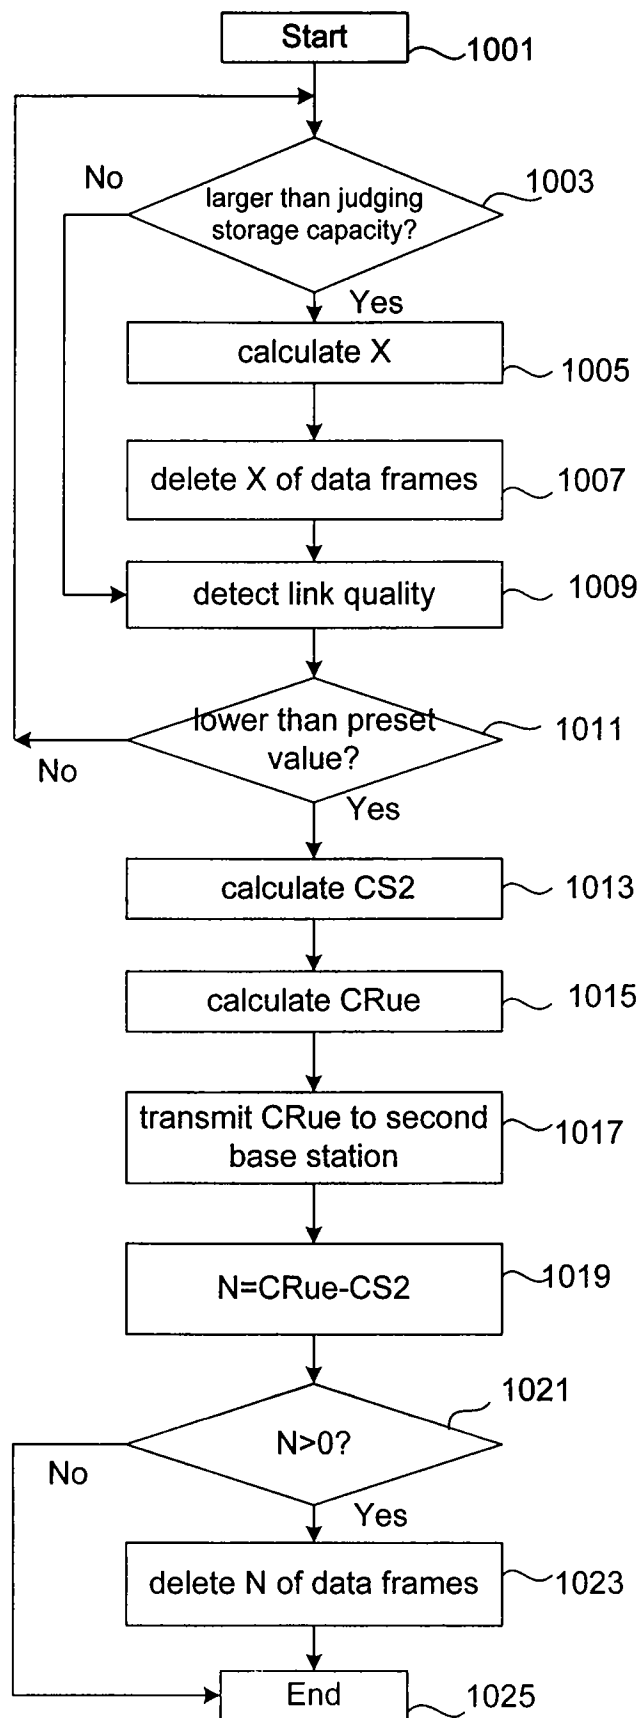 Start
1001
No
larger than judging
storage capacity?
1003
Yes
calculate X
1005
delete X of data frames
1007
detect link quality
1009
lower than preset
value?
1011
No
Yes
calculate CS2
1013
calculate CRue
1015
transmit CRue to second
base station
1017
N=CRue-CS2
1019
N>0?
1021
No
Yes
delete N of data frames
1023
End
1025